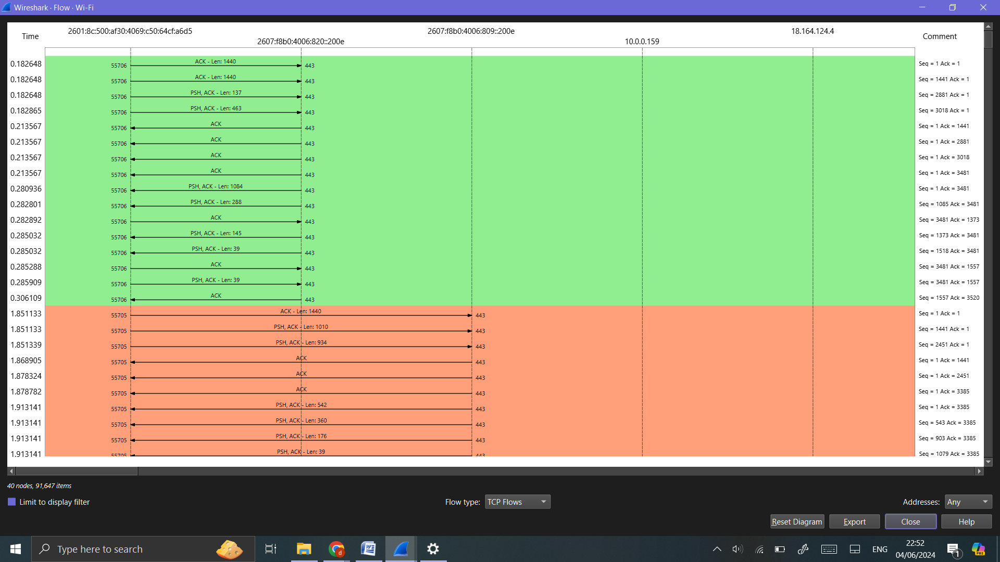 Wireshark · Flow · Wi-Fi
Time
2601:8c:500:af30:4069:c50:64cf:a6d5
2607:f8b0:4006:820::200e
2607:f8b0:4006:809::200e
10.0.0.159
18.164.124.4
Comment
0.182648 55706 ACK - Len: 1440 443 Seq = 1 Ack = 1
0.182648 55706 ACK - Len: 1440 443 Seq = 1441 Ack = 1
0.182648 55706 PSH, ACK - Len: 137 443 Seq = 2881 Ack = 1
0.182865 55706 PSH, ACK - Len: 463 443 Seq = 3018 Ack = 1
0.213567 55706 ACK 443 Seq = 1 Ack = 1441
0.213567 55706 ACK 443 Seq = 1 Ack = 2881
0.213567 55706 ACK 443 Seq = 1 Ack = 3018
0.213567 55706 ACK 443 Seq = 1 Ack = 3481
0.280936 55706 PSH, ACK - Len: 1084 443 Seq = 1 Ack = 3481
0.282801 55706 PSH, ACK - Len: 288 443 Seq = 1085 Ack = 3481
0.282892 55706 ACK 443 Seq = 3481 Ack = 1373
0.285032 55706 PSH, ACK - Len: 145 443 Seq = 1373 Ack = 3481
0.285032 55706 PSH, ACK - Len: 39 443 Seq = 1518 Ack = 3481
0.285288 55706 ACK 443 Seq = 3481 Ack = 1557
0.285909 55706 PSH, ACK - Len: 39 443 Seq = 3481 Ack = 1557
0.306109 55706 ACK 443 Seq = 1557 Ack = 3520
1.851133 55705 ACK - Len: 1440 443 Seq = 1 Ack = 1
1.851133 55705 PSH, ACK - Len: 1010 443 Seq = 1441 Ack = 1
1.851339 55705 PSH, ACK - Len: 934 443 Seq = 2451 Ack = 1
1.868905 55705 ACK 443 Seq = 1 Ack = 1441
1.878324 55705 ACK 443 Seq = 1 Ack = 2451
1.878782 55705 ACK 443 Seq = 1 Ack = 3385
1.913141 55705 PSH, ACK - Len: 542 443 Seq = 1 Ack = 3385
1.913141 55705 PSH, ACK - Len: 360 443 Seq = 543 Ack = 3385
1.913141 55705 PSH, ACK - Len: 176 443 Seq = 903 Ack = 3385
1.913141 55705 PSH, ACK - Len: 39 443 Seq = 1079 Ack = 3385
40 nodes, 91,647 items
Limit to display filter
Flow type: TCP Flows
Addresses: Any
Reset Diagram
Export
Close
Help
Type here to search
ENG
22:52
04/06/2024
1
PRE
d
W